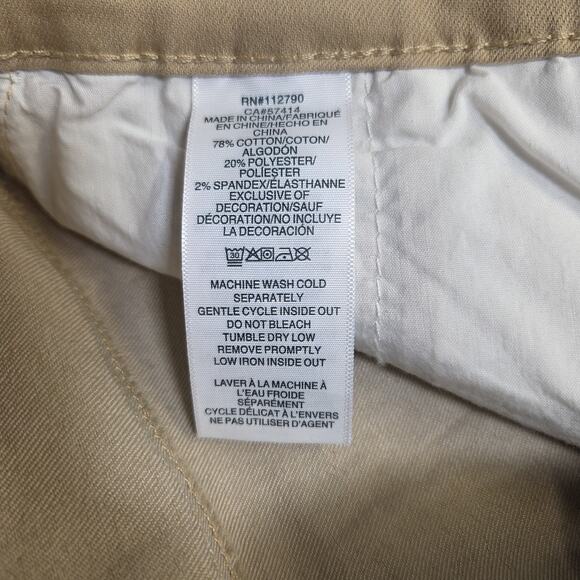 RN#112790
CA#57414
MADE IN CHINA/FABRIQUÉ
EN CHINE/HECHO EN
CHINA
78% COTTON/COTON/
ALGODÓN
20% POLYESTER/
POLÍESTER
2% SPANDEX/ÉLASTHANNE
EXCLUSIVE OF
DECORATION/SAUF
DÉCORATION/NO INCLUYE
LA DECORACIÓN
30
MACHINE WASH COLD
SEPARATELY
GENTLE CYCLE INSIDE OUT
DO NOT BLEACH
TUMBLE DRY LOW
REMOVE PROMPTLY
LOW IRON INSIDE OUT
LAVER À LA MACHINE À
L'EAU FROIDE
SÉPARÉMENT
CYCLE DÉLICAT À L'ENVERS
NE PAS UTILISER D'AGENT